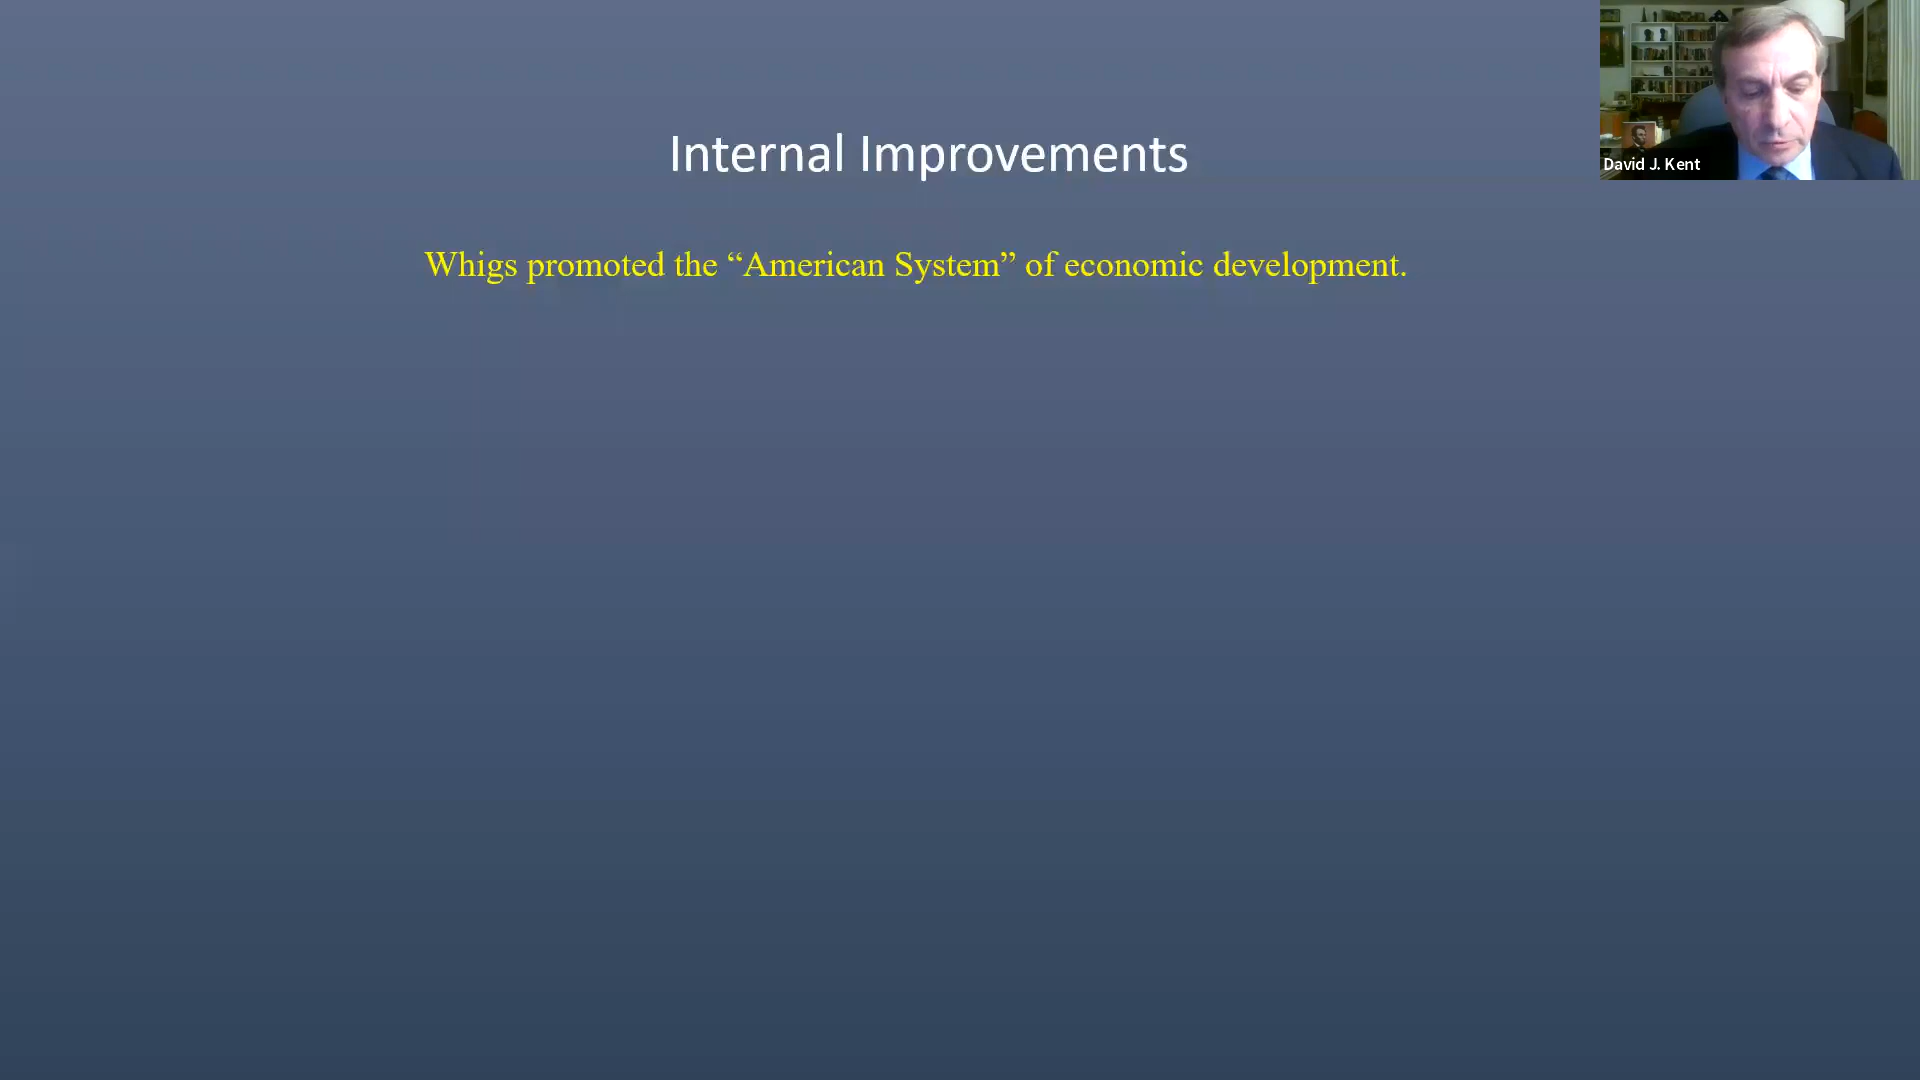 Internal Improvements
Whigs promoted the “American System” of economic development.
David J. Kent